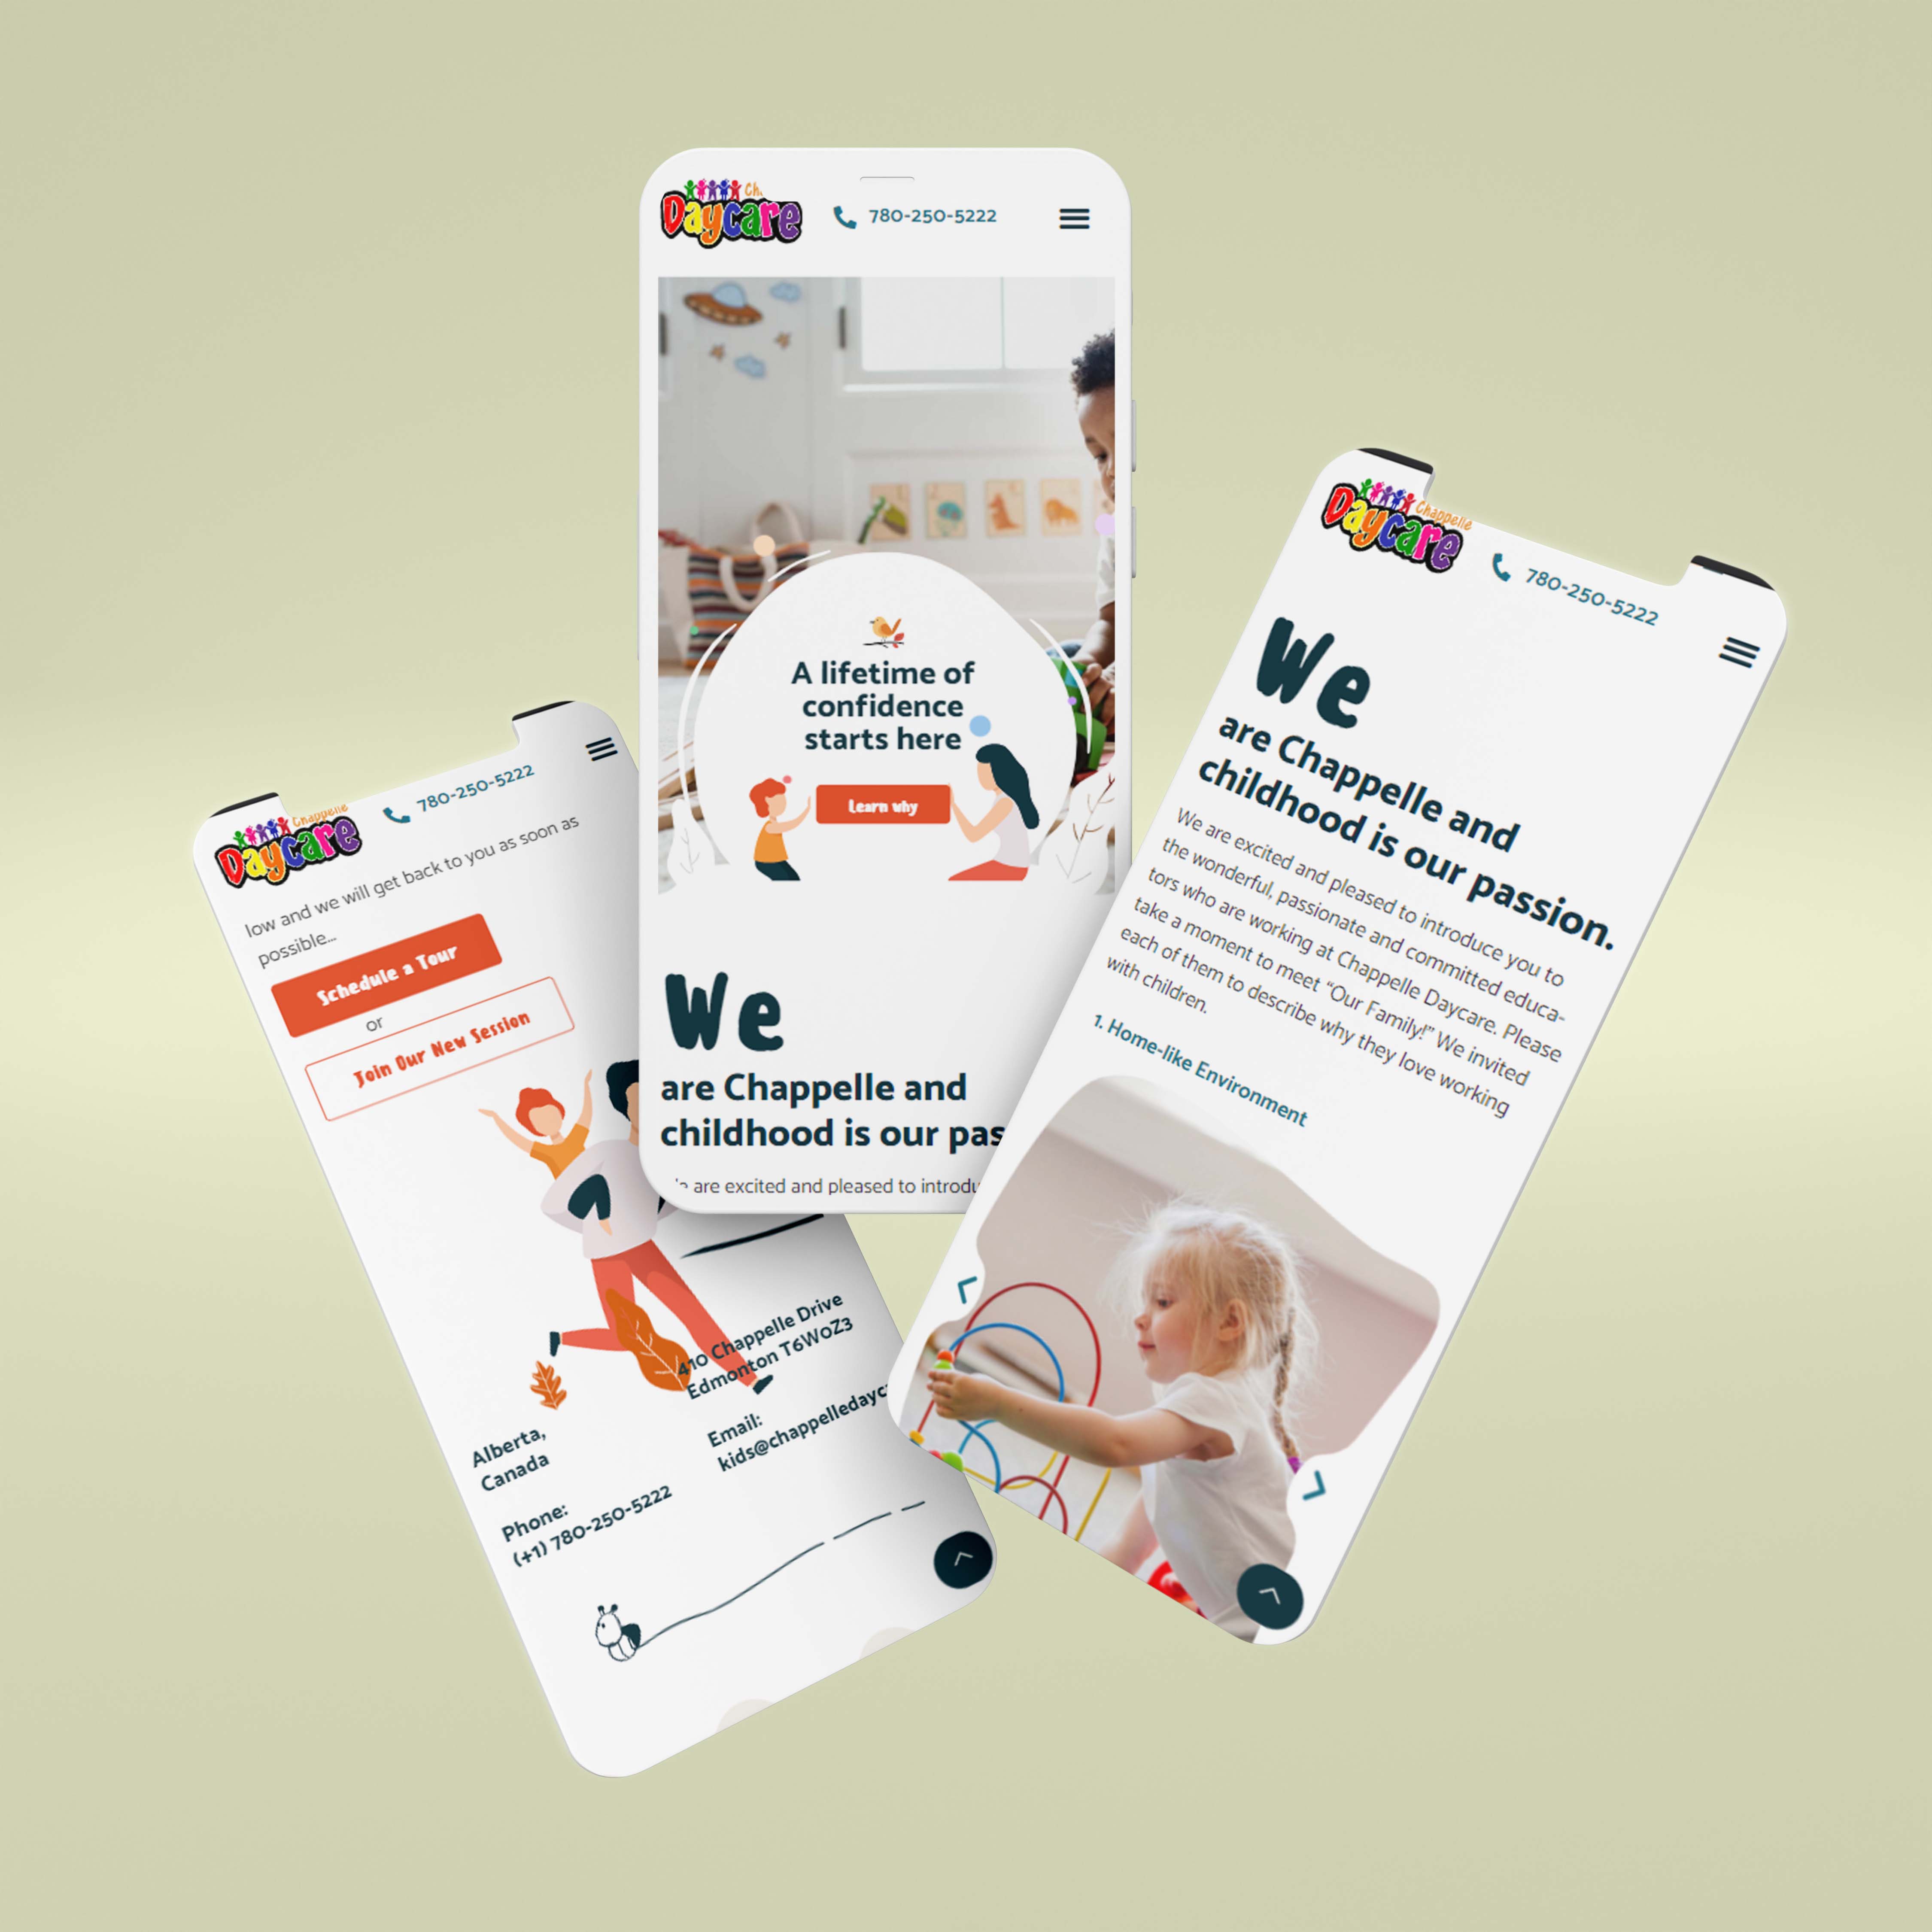 Ch
Daycare
780-250-5222
A lifetime of
confidence
starts here
Learn why
We
are Chappelle and
childhood is our pas
are excited and pleased to introdu
Chappelle
Daycare
780-250-5222
low and we will get back to you as soon as
possible...
Schedule a Tour
or
Join Our New Session
410 Chappelle Drive
Edmonton T6W0Z3
Alberta,
Canada
Email:
kids@chappelledayc
Phone:
(+1) 780-250-5222
Chappelle
Daycare
780-250-5222
We
are Chappelle and
childhood is our passion.
We are excited and pleased to introduce you to
the wonderful, passionate and committed educa-
tors who are working at Chappelle Daycare. Please
take a moment to meet “Our Family!” We invited
each of them to describe why they love working
with children.
1. Home-like Environment